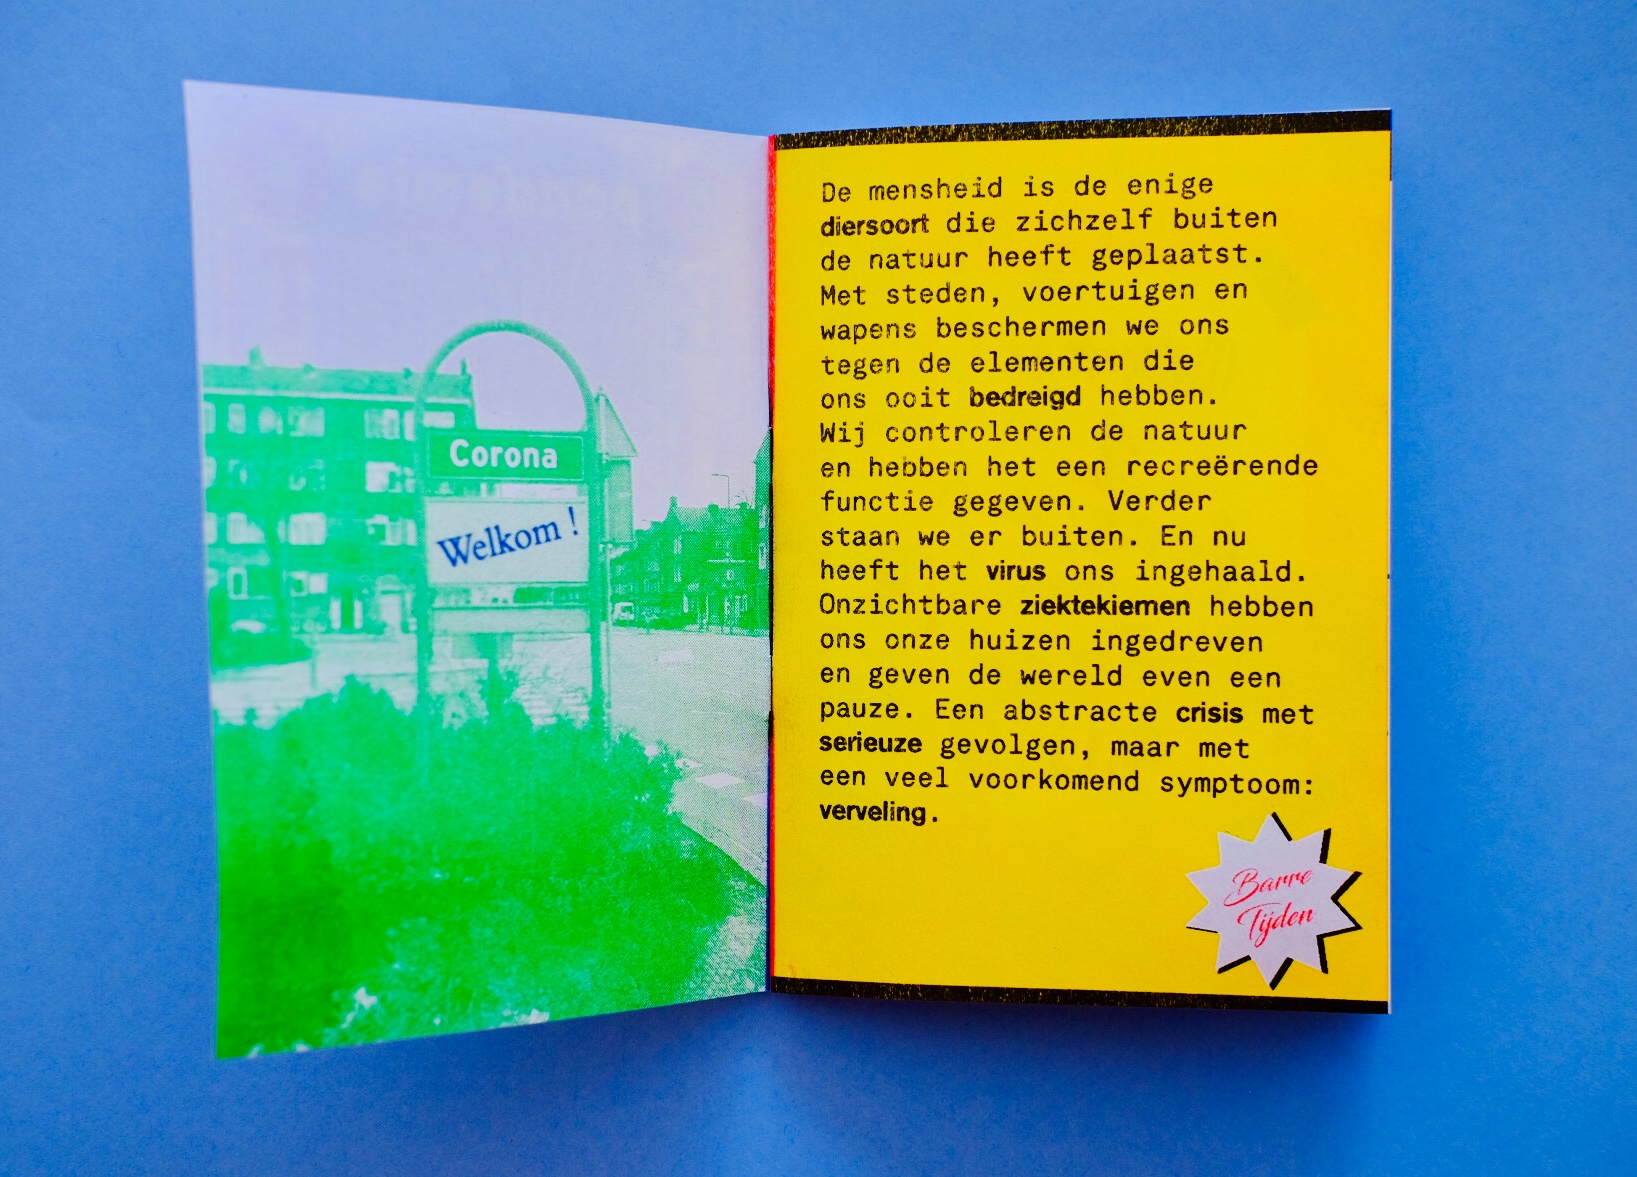 Corona
Welkom !
De mensheid is de enige
diersoort die zichzelf buiten
de natuur heeft geplaatst.
Met steden, voertuigen en
wapens beschermen we ons
tegen de elementen die
ons ooit bedreigd hebben.
Wij controleren de natuur
en hebben het een recreërende
functie gegeven. Verder
staan we er buiten. En nu
heeft het virus ons ingehaald.
Onzichtbare ziektekiemen hebben
ons onze huizen ingedreven
en geven de wereld even een
pauze. Een abstracte crisis met
serieuze gevolgen, maar met
een veel voorkomend symptoom:
verveling.
Barre
Tijden